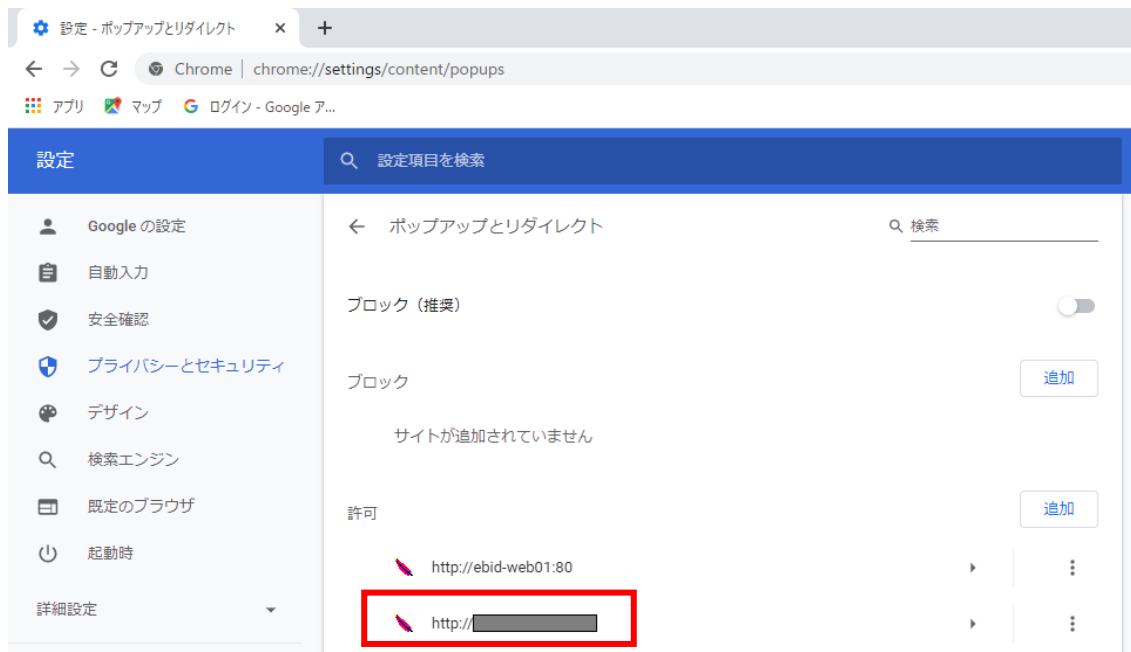 設定 - ポップアップとリダイレクト
Chrome | chrome://settings/content/popups
アプリ マップ ログイン - Google ア...
設定
設定項目を検索
Google の設定
自動入力
安全確認
プライバシーとセキュリティ
デザイン
検索エンジン
既定のブラウザ
起動時
詳細設定
ポップアップとリダイレクト
検索
ブロック（推奨）
ブロック
追加
サイトが追加されていません
許可
追加
http://ebid-web01:80
http://